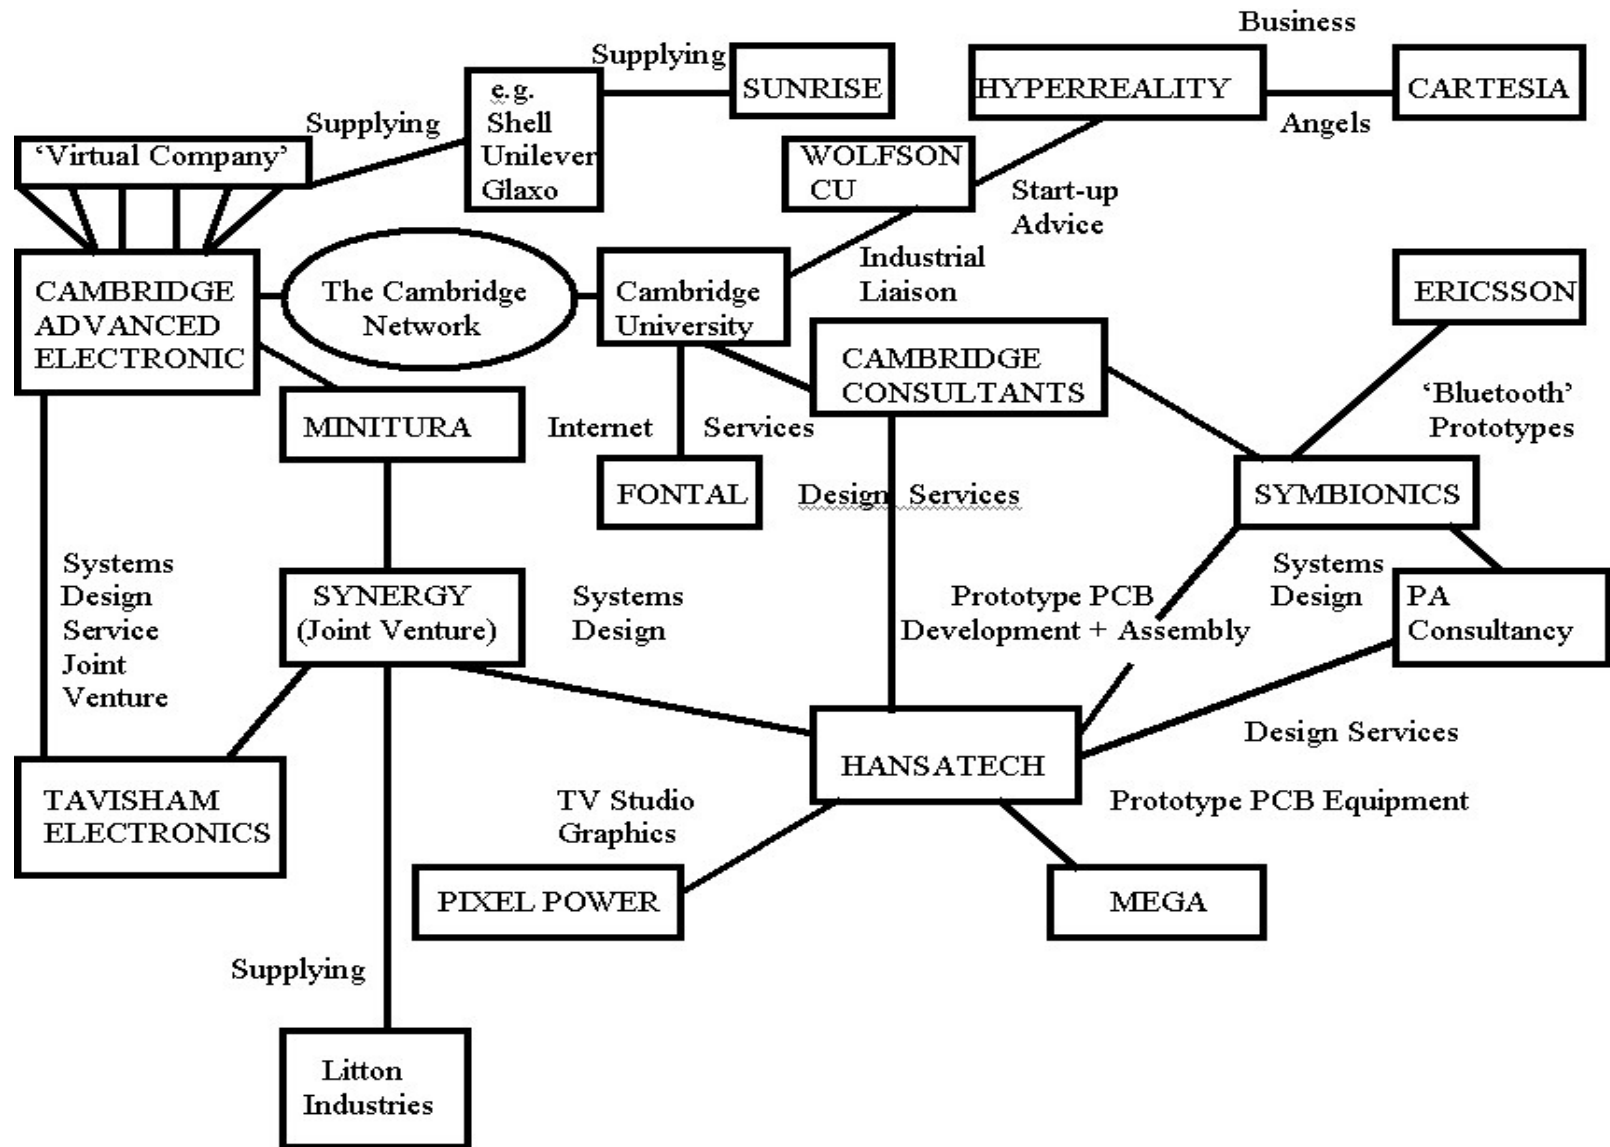 Business
Supplying
SUNRISE
HYPERREALITY
CARTESIA
Angels
e.g.
Shell
Unilever
Glaxo
Supplying
‘Virtual Company’
WOLFSON
CU
Start-up
Advice
Industrial
Liaison
CAMBRIDGE
ADVANCED
ELECTRONIC
The Cambridge
Network
Cambridge
University
ERICSSON
CAMBRIDGE
CONSULTANTS
‘Bluetooth’
Prototypes
MINITURA
Internet Services
FONTAL
Design Services
SYMBIONICS
Systems
Design
Service
Joint
Venture
SYNERGY
(Joint Venture)
Systems
Design
Prototype PCB
Development + Assembly
Systems
Design
PA
Consultancy
Design Services
TAVISHAM
ELECTRONICS
HANSATECH
TV Studio
Graphics
Prototype PCB Equipment
PIXEL POWER
MEGA
Supplying
Litton
Industries